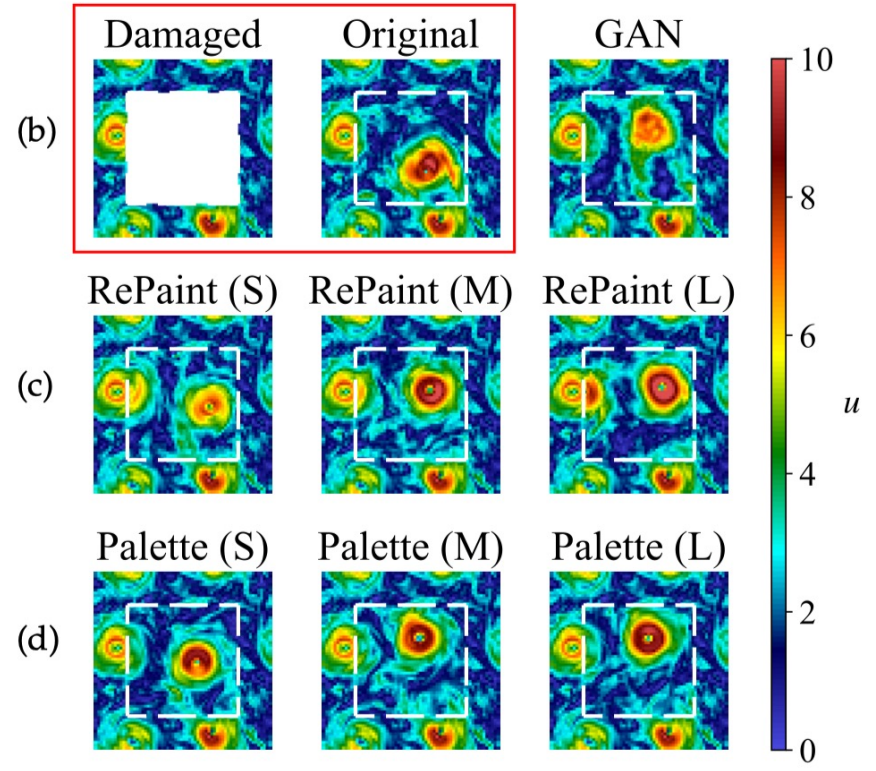 Damaged Original GAN
(b)
RePaint (S) RePaint (M) RePaint (L)
(c)
Palette (S) Palette (M) Palette (L)
(d)
10
8
6
4
2
0
u